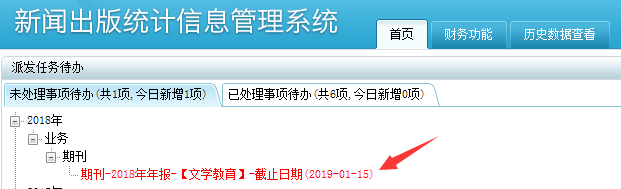 新闻出版统计信息管理系统
首页 财务功能 历史数据查看
派发任务待办
未处理事项待办(共1项,今日新增1项) 已处理事项待办(共6项,今日新增0项)
2018年
业务
期刊
期刊-2018年年报-【文学教育】-截止日期(2019-01-15)